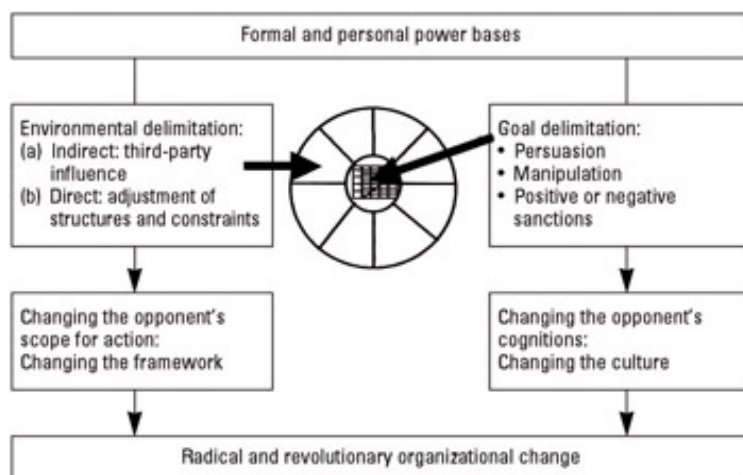 Formal and personal power bases
Environmental delimitation:
(a) Indirect: third-party
influence
(b) Direct: adjustment of
structures and constraints
Goal delimitation:
• Persuasion
• Manipulation
• Positive or negative
sanctions
Changing the opponent's
scope for action:
Changing the framework
Changing the opponent's
cognitions:
Changing the culture
Radical and revolutionary organizational change